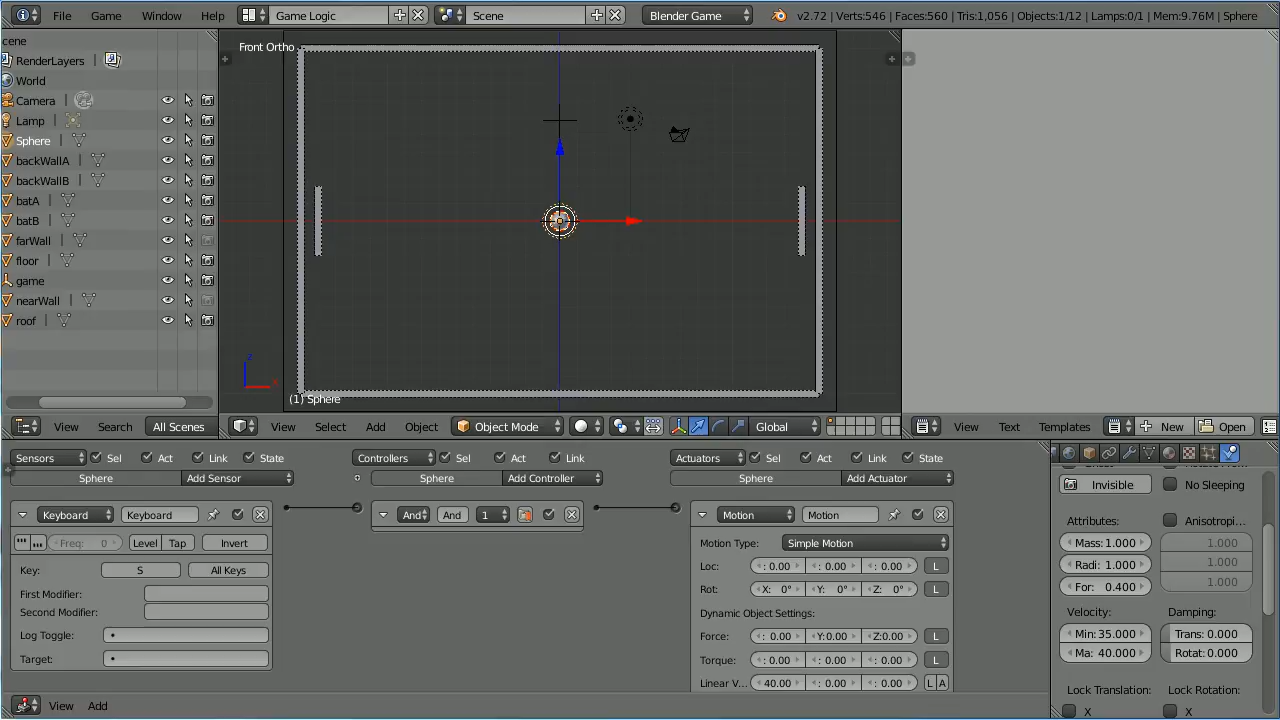 File Game Window Help Game Logic Scene Blender Game v2.72 | Verts:546 | Faces:560 | Tris:1,056 | Objects:1/12 | Lamps:0/1 | Mem:9.76M | Sphere
cene
RenderLayers
World
Camera
Lamp
Sphere
backWallA
backWallB
batA
batB
farWall
floor
game
nearWall
roof
View Search All Scenes
Front Ortho
z
x
(1) Sphere
View Select Add Object Object Mode Global
View Text Templates New Open
Sensors Sel Act Link State
Sphere Add Sensor
Keyboard Keyboard
Freq: 0 Level Tap Invert
Key: S All Keys
First Modifier:
Second Modifier:
Log Toggle:
Target:
Controllers Sel Act Link
Sphere Add Controller
And And 1
Actuators Sel Act Link State
Sphere Add Actuator
Motion Motion
Motion Type: Simple Motion
Loc: : 0.00 : 0.00 : 0.00 L
Rot: X: 0° Y: 0° Z: 0° L
Dynamic Object Settings:
Force: : 0.00 Y:0.00 Z:0.00 L
Torque: : 0.00 : 0.00 : 0.00 L
Linear V... 40.00 : 0.00 : 0.00 L A
View Add
Invisible No Sleeping
Attributes: Anisotropi...
Mass: 1.000 1.000
Radi: 1.000 1.000
For: 0.400 1.000
Velocity: Damping:
Min: 35.000 Trans: 0.000
Ma: 40.000 Rotat: 0.000
Lock Translation: Lock Rotation:
X X